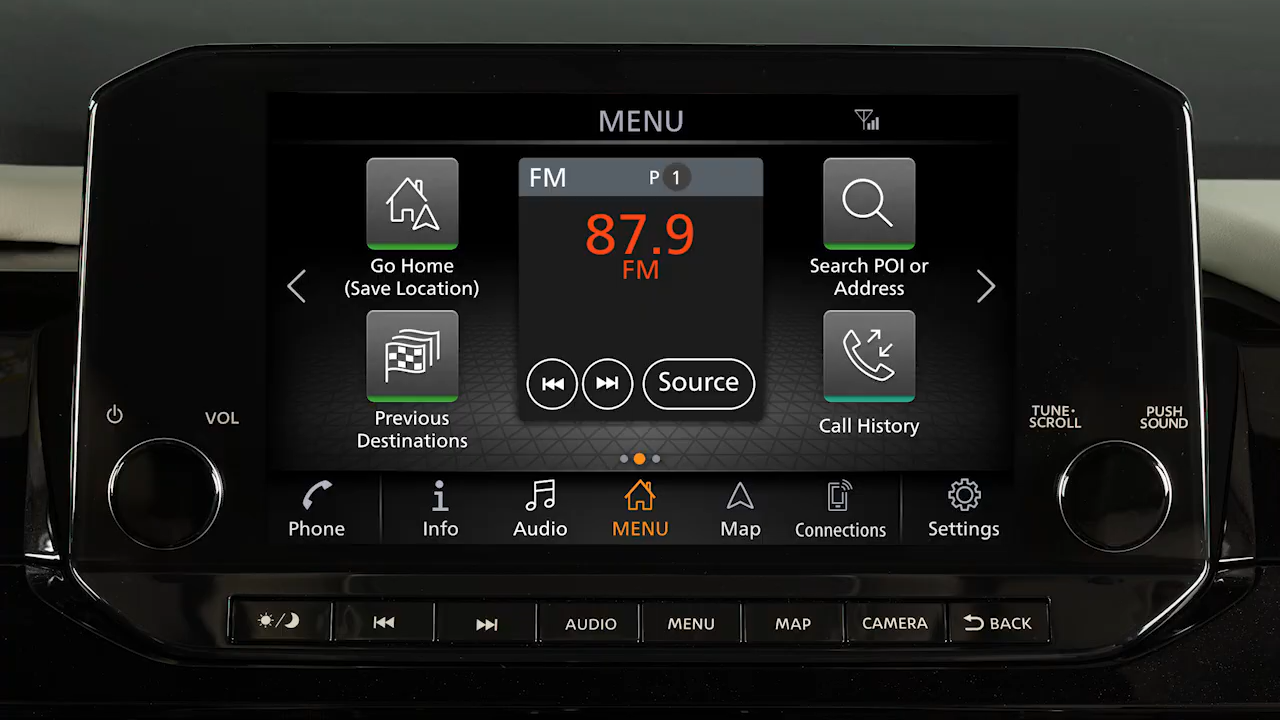 MENU
FM P 1
87.9
FM
Go Home
(Save Location)
Search POI or
Address
Previous
Destinations
Source
Call History
VOL
TUNE·
SCROLL
PUSH
SOUND
Phone
Info
Audio
MENU
Map
Connections
Settings
AUDIO
MENU
MAP
CAMERA
BACK